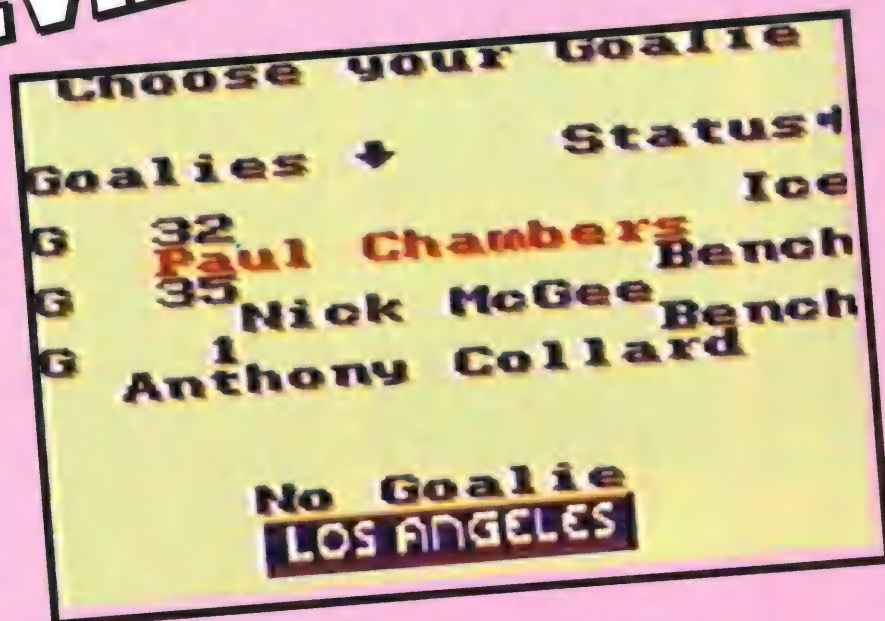 Choose your Goalie
Goalies Status
G 32 Ice
Paul Chambers
G 35 Bench
Nick McGee
G 1 Bench
Anthony Collard
No Goalie
LOS ANGELES